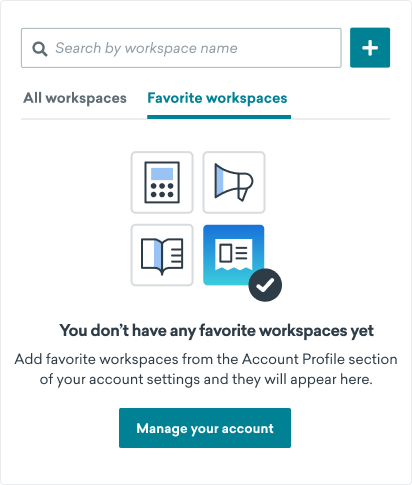 Search by workspace name
All workspaces
Favorite workspaces
You don’t have any favorite workspaces yet
Add favorite workspaces from the Account Profile section
of your account settings and they will appear here.
Manage your account